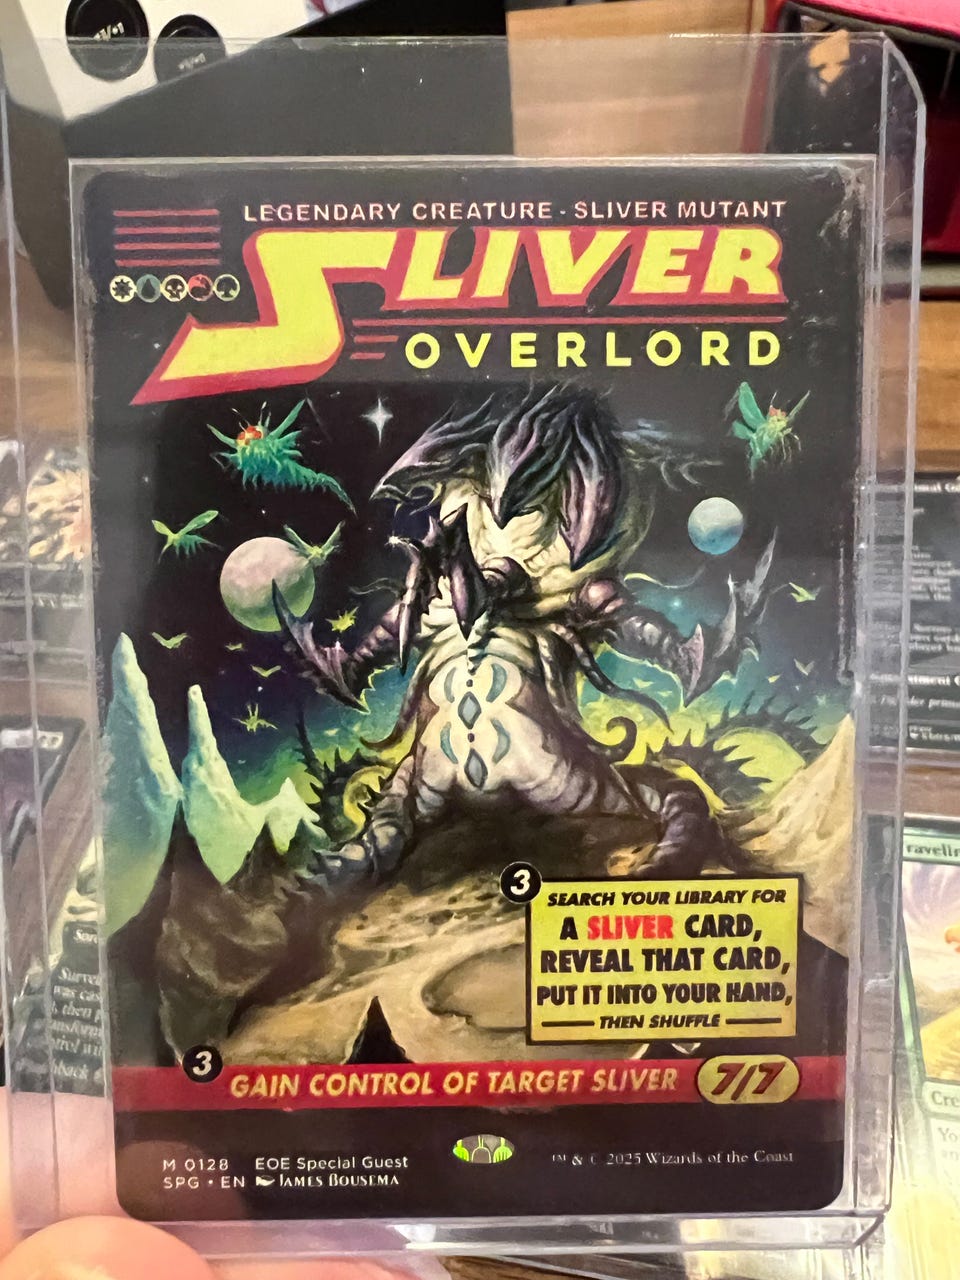 LEGENDARY CREATURE - SLIVER MUTANT
SLIVER
OVERLORD
3
SEARCH YOUR LIBRARY FOR
A SLIVER CARD,
REVEAL THAT CARD,
PUT IT INTO YOUR HAND,
THEN SHUFFLE
3
GAIN CONTROL OF TARGET SLIVER 7/7
M 0128 EOE Special Guest
SPG • EN JAMES BOUSEMA
™ & © 2025 Wizards of the Coast